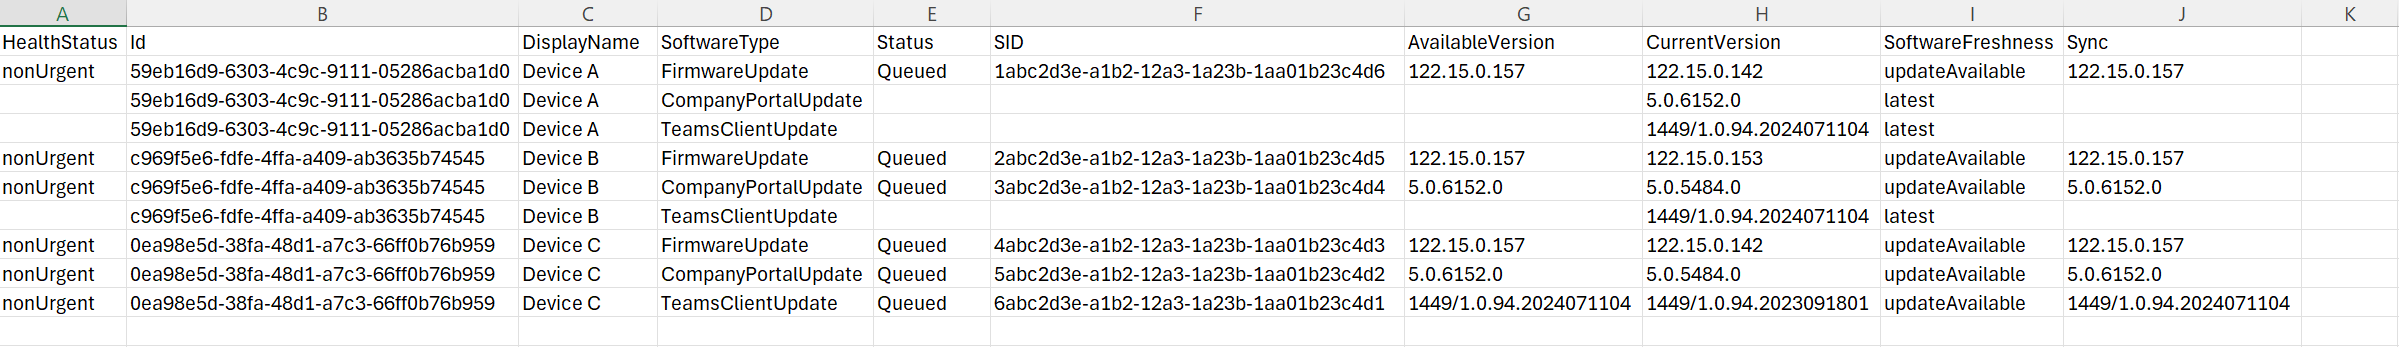 A B C D E F G H I J K
HealthStatus Id DisplayName SoftwareType Status SID AvailableVersion CurrentVersion SoftwareFreshness Sync
nonUrgent 59eb16d9-6303-4c9c-9111-05286acba1d0 Device A FirmwareUpdate Queued 1abc2d3e-a1b2-12a3-1a23b-1aa01b23c4d6 122.15.0.157 122.15.0.142 updateAvailable 122.15.0.157
59eb16d9-6303-4c9c-9111-05286acba1d0 Device A CompanyPortalUpdate 5.0.6152.0 latest
59eb16d9-6303-4c9c-9111-05286acba1d0 Device A TeamsClientUpdate 1449/1.0.94.2024071104 latest
nonUrgent c969f5e6-fdfe-4ffa-a409-ab3635b74545 Device B FirmwareUpdate Queued 2abc2d3e-a1b2-12a3-1a23b-1aa01b23c4d5 122.15.0.157 122.15.0.153 updateAvailable 122.15.0.157
nonUrgent c969f5e6-fdfe-4ffa-a409-ab3635b74545 Device B CompanyPortalUpdate Queued 3abc2d3e-a1b2-12a3-1a23b-1aa01b23c4d4 5.0.6152.0 5.0.5484.0 updateAvailable 5.0.6152.0
c969f5e6-fdfe-4ffa-a409-ab3635b74545 Device B TeamsClientUpdate 1449/1.0.94.2024071104 latest
nonUrgent 0ea98e5d-38fa-48d1-a7c3-66ff0b76b959 Device C FirmwareUpdate Queued 4abc2d3e-a1b2-12a3-1a23b-1aa01b23c4d3 122.15.0.157 122.15.0.142 updateAvailable 122.15.0.157
nonUrgent 0ea98e5d-38fa-48d1-a7c3-66ff0b76b959 Device C CompanyPortalUpdate Queued 5abc2d3e-a1b2-12a3-1a23b-1aa01b23c4d2 5.0.6152.0 5.0.5484.0 updateAvailable 5.0.6152.0
nonUrgent 0ea98e5d-38fa-48d1-a7c3-66ff0b76b959 Device C TeamsClientUpdate Queued 6abc2d3e-a1b2-12a3-1a23b-1aa01b23c4d1 1449/1.0.94.2024071104 1449/1.0.94.2023091801 updateAvailable 1449/1.0.94.2024071104